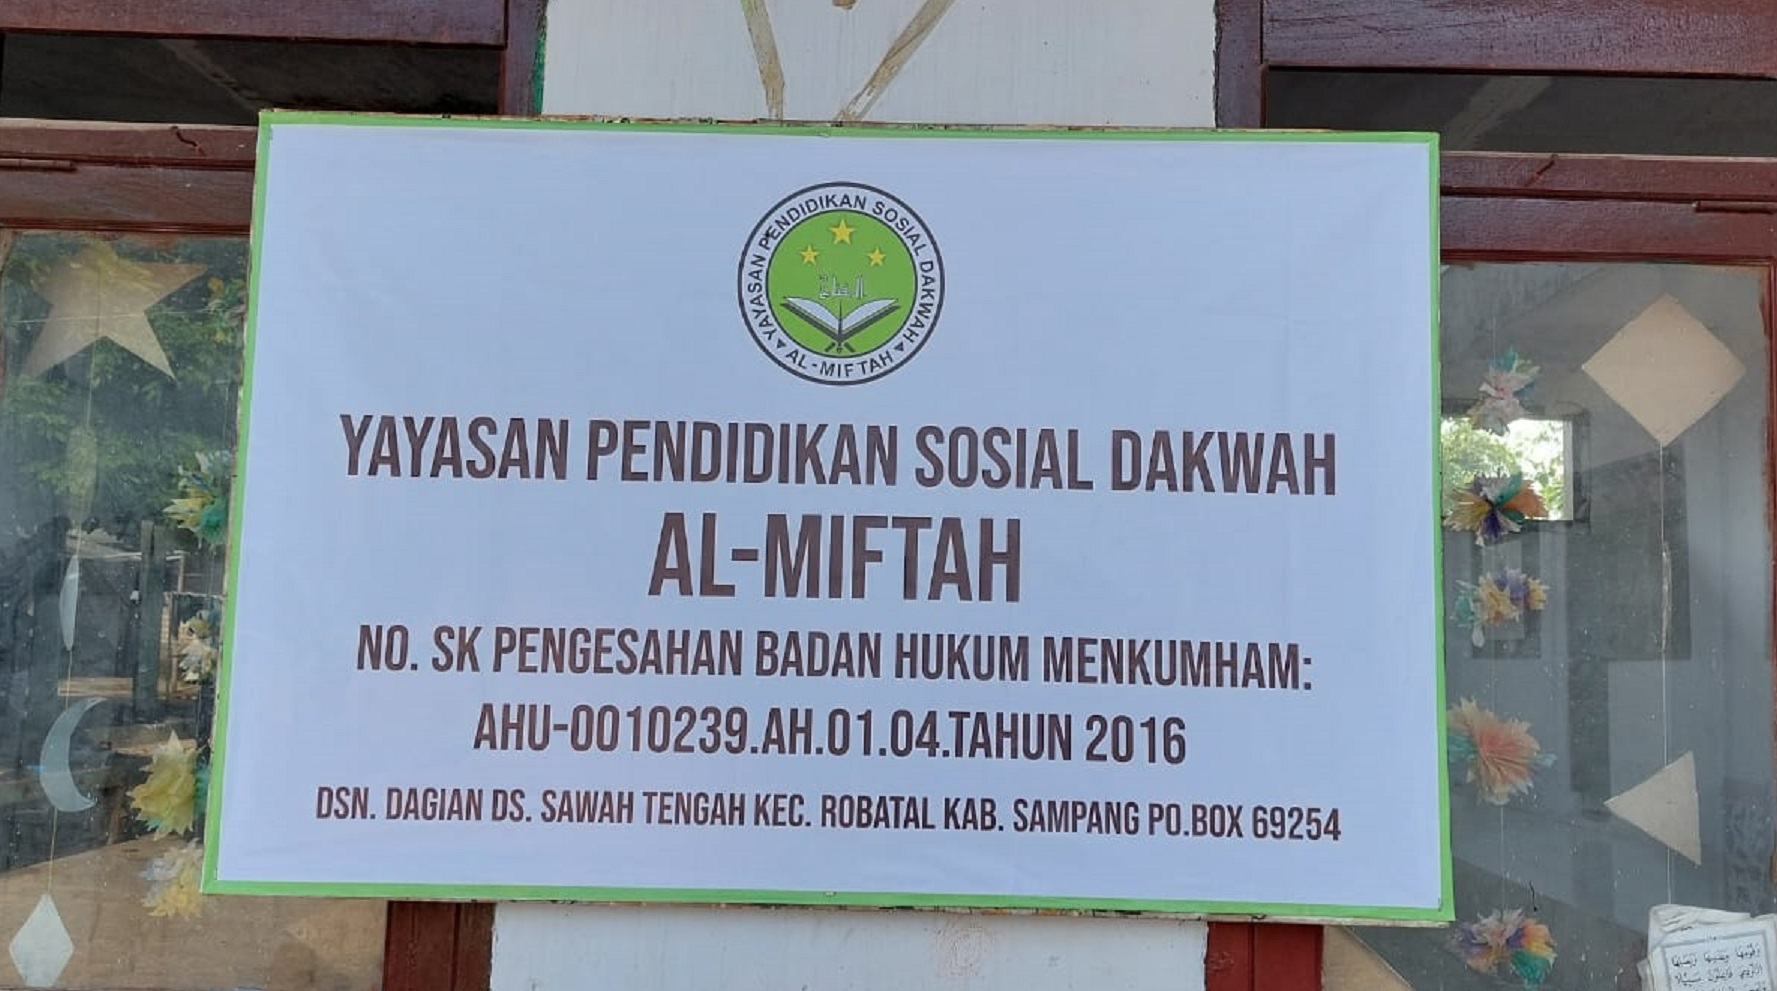 YAYASAN PENDIDIKAN SOSIAL DAKWAH
AL-MIFTAH
YAYASAN PENDIDIKAN SOSIAL DAKWAH
AL-MIFTAH
NO. SK PENGESAHAN BADAN HUKUM MENKUMHAM:
AHU-0010239.AH.01.04.TAHUN 2016
DSN. DAGIAN DS. SAWAH TENGAH KEC. ROBATAL KAB. SAMPANG PO.BOX 69254